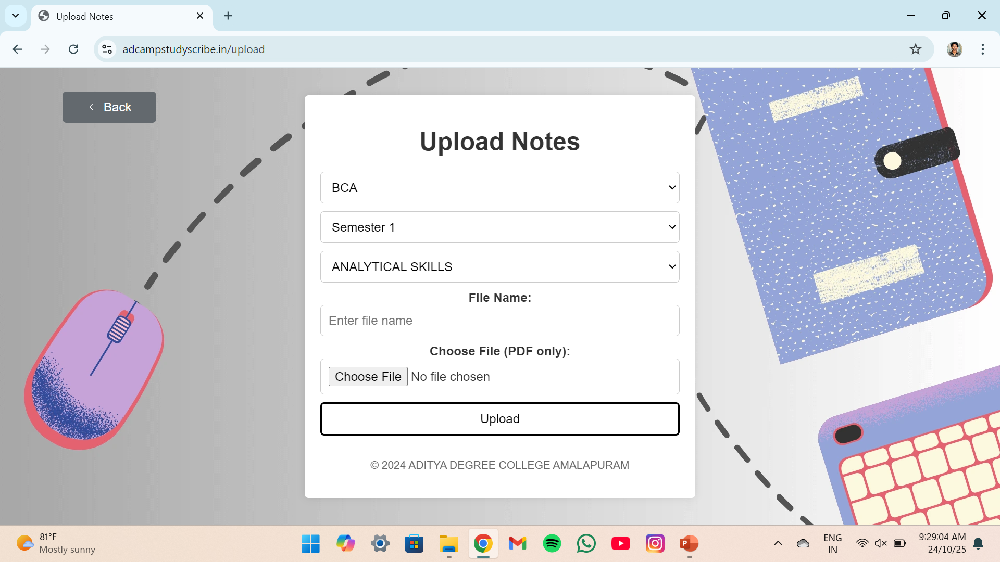 Upload Notes
adcampstudyscribe.in/upload
← Back
Upload Notes
BCA
Semester 1
ANALYTICAL SKILLS
File Name:
Enter file name
Choose File (PDF only):
Choose File No file chosen
Upload
© 2024 ADITYA DEGREE COLLEGE AMALAPURAM
81°F
Mostly sunny
ENG
IN
9:29:04 AM
24/10/25